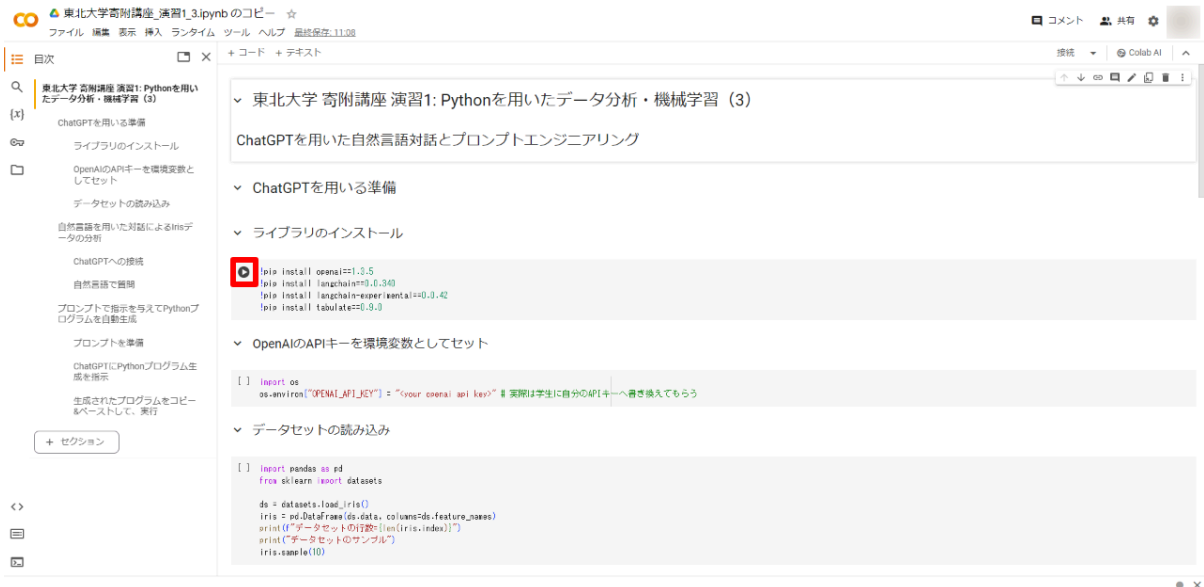 東北大学寄附講座_演習1_3.ipynb のコピー
ファイル 編集 表示 挿入 ランタイム ツール ヘルプ 最終保存: 11:08
コメント 共有
目次
+ コード + テキスト
接続 Colab AI
東北大学 寄附講座 演習1: Pythonを用い
たデータ分析・機械学習（3）
ChatGPTを用いる準備
ライブラリのインストール
OpenAIのAPIキーを環境変数と
してセット
データセットの読み込み
自然言語を用いた対話によるIrisデ
ータの分析
ChatGPTへの接続
自然言語で質問
プロンプトで指示を与えてPythonプ
ログラムを自動生成
プロンプトを準備
ChatGPTにPythonプログラム生
成を指示
生成されたプログラムをコピー
&ペーストして、実行
+ セクション
東北大学 寄附講座 演習1: Pythonを用いたデータ分析・機械学習（3）
ChatGPTを用いた自然言語対話とプロンプトエンジニアリング
ChatGPTを用いる準備
ライブラリのインストール
!pip install openai==1.3.5
!pip install langchain==0.0.340
!pip install langchain-experimental==0.0.42
!pip install tabulate==0.9.0
OpenAIのAPIキーを環境変数としてセット
[ ] import os
os.environ["OPENAI_API_KEY"] = "<your openai api key>" # 実際は学生に自分のAPIキーへ書き換えてもらう
データセットの読み込み
[ ] import pandas as pd
from sklearn import datasets
ds = datasets.load_iris()
iris = pd.DataFrame(ds.data, columns=ds.feature_names)
print(f"データセットの行数={len(iris.index)}")
print("データセットのサンプル")
iris.sample(10)